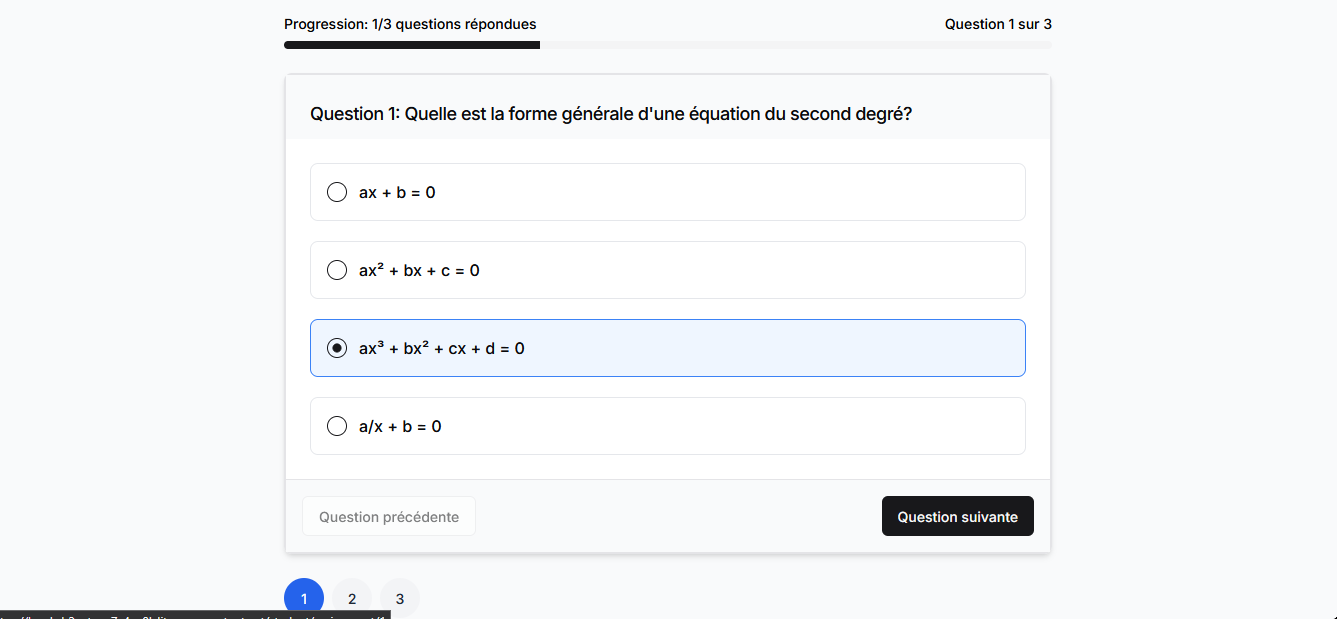 Progression: 1/3 questions répondues
Question 1 sur 3
Question 1: Quelle est la forme générale d'une équation du second degré?
ax + b = 0
ax² + bx + c = 0
ax³ + bx² + cx + d = 0
a/x + b = 0
Question précédente
Question suivante
1
2
3